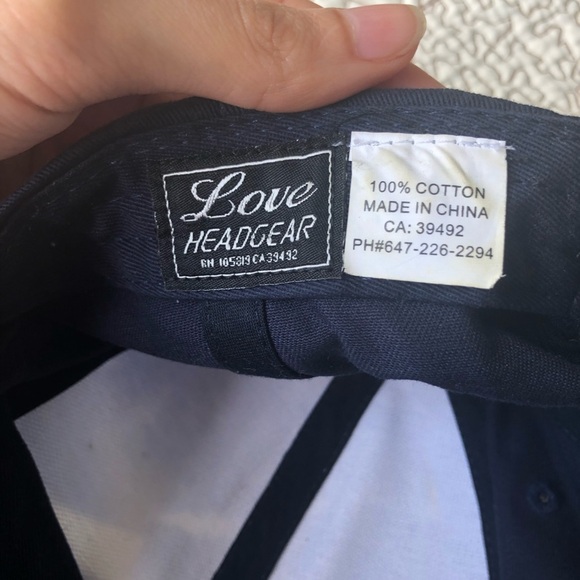 Love
HEADGEAR
RN 105819 CA39492
100% COTTON
MADE IN CHINA
CA: 39492
PH#647-226-2294